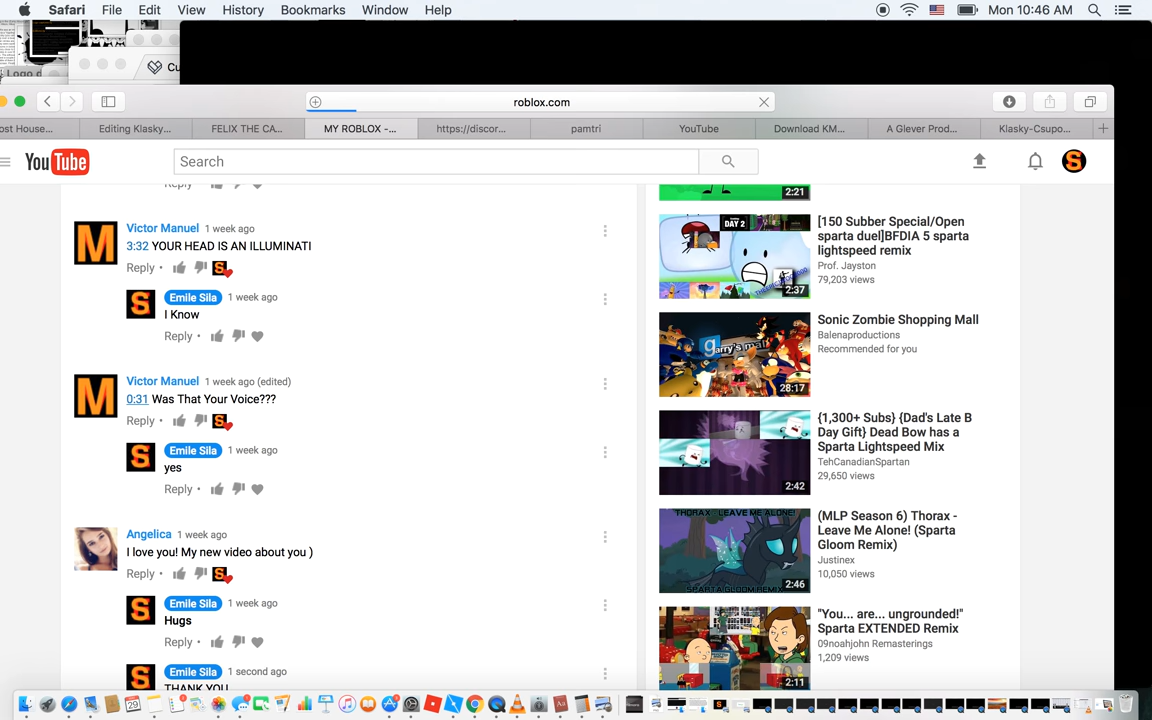 Safari File Edit View History Bookmarks Window Help
Mon 10:46 AM
Logo
Cu
roblox.com
ost House...
Editing Klasky...
FELIX THE CA...
MY ROBLOX -...
https://discor...
pamtri
YouTube
Download KM...
A Glever Prod...
Klasky-Csupo...
YouTube
Search
S
Reply
Victor Manuel 1 week ago
3:32 YOUR HEAD IS AN ILLUMINATI
Reply
Emile Sila 1 week ago
I Know
Reply
Victor Manuel 1 week ago (edited)
0:31 Was That Your Voice???
Reply
Emile Sila 1 week ago
yes
Reply
Angelica 1 week ago
I love you! My new video about you )
Reply
Emile Sila 1 week ago
Hugs
Reply
Emile Sila 1 second ago
THANK YOU
2:21
[150 Subber Special/Open
sparta duel]BFDIA 5 sparta
lightspeed remix
Prof. Jayston
79,203 views
DAY 2
2:37
Sonic Zombie Shopping Mall
Balenaproductions
Recommended for you
garry's mall
28:17
{1,300+ Subs} {Dad's Late B
Day Gift} Dead Bow has a
Sparta Lightspeed Mix
TehCanadianSpartan
29,650 views
2:42
(MLP Season 6) Thorax -
Leave Me Alone! (Sparta
Gloom Remix)
Justinex
10,050 views
THORAX - LEAVE ME ALONE!
SPARTA GLOOM REMIX
2:46
"You... are... ungrounded!"
Sparta EXTENDED Remix
09noahjohn Remasterings
1,209 views
2:11